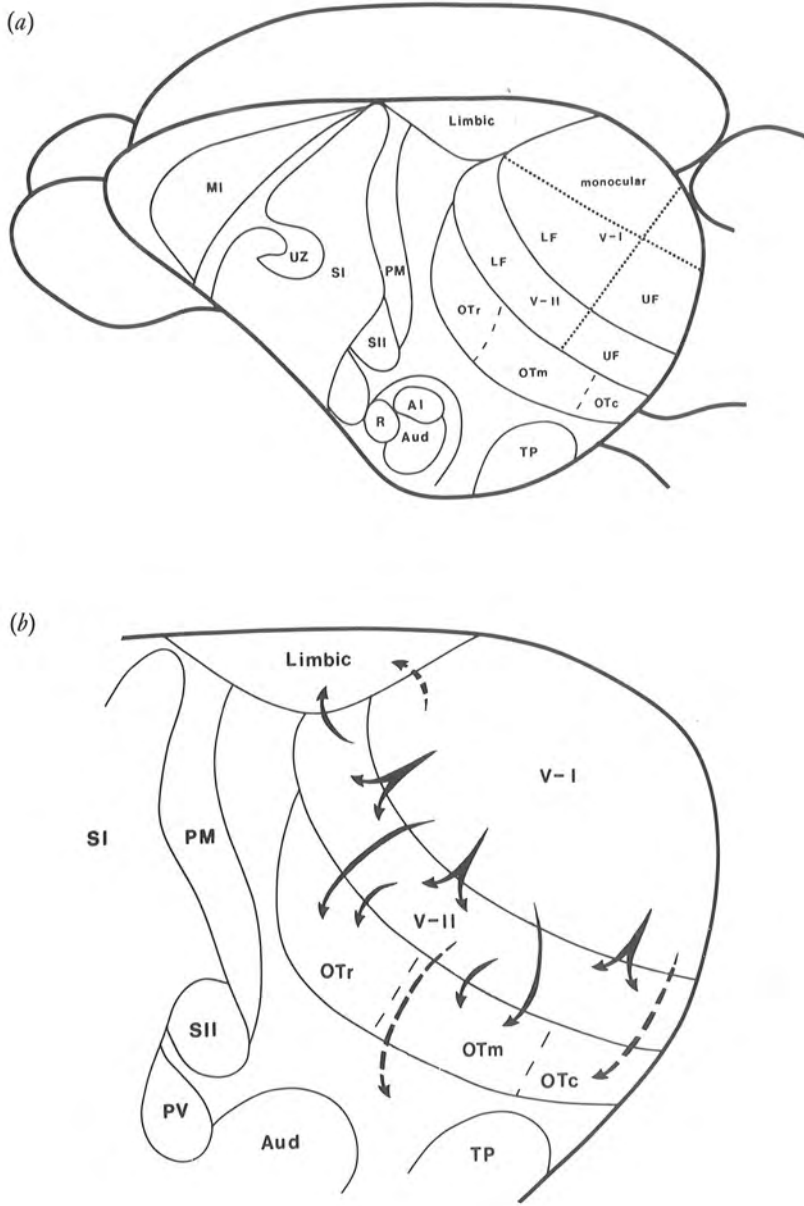 (a)
Limbic
monocular
MI
LF
V-I
UZ
SI
PM
LF
OTr
V-II
UF
SII
OTm
UF
AI
OTc
R
Aud
TP
(b)
Limbic
V-I
SI
PM
V-II
OTr
SII
OTm
OTc
PV
Aud
TP